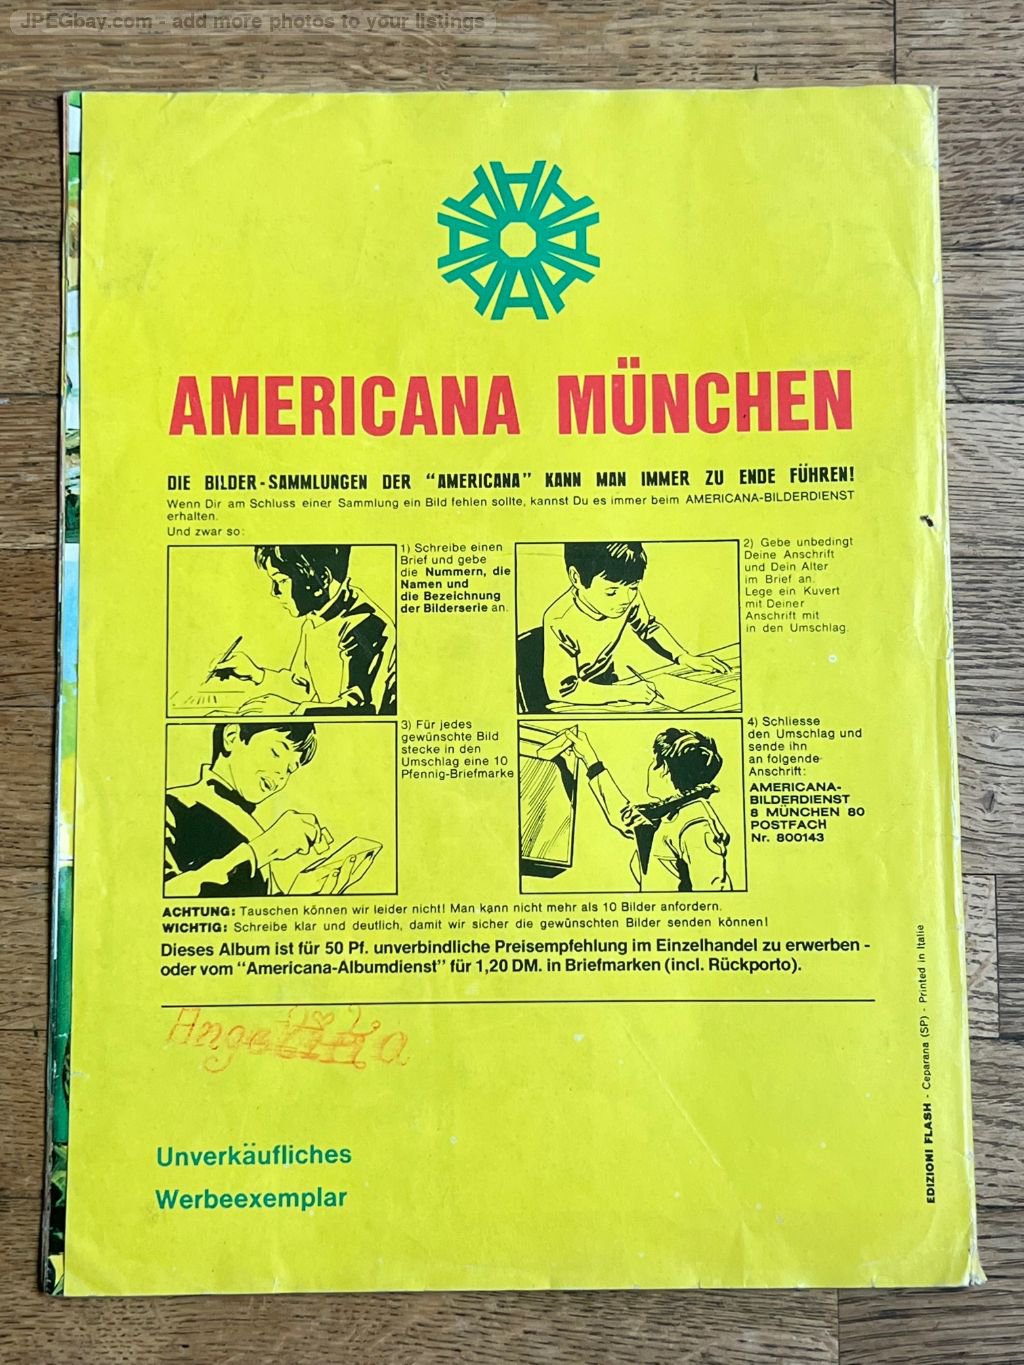 JPEGbay.com - add more photos to your listings
AMERICANA MÜNCHEN
DIE BILDER-SAMMLUNGEN DER "AMERICANA" KANN MAN IMMER ZU ENDE FÜHREN!
Wenn Dir am Schluss einer Sammlung ein Bild fehlen sollte, kannst Du es immer beim AMERICANA-BILDERDIENST
erhalten.
Und zwar so:
1) Schreibe einen
Brief und gebe
die Nummern, die
Namen und
die Bezeichnung
der Bilderserie an.
2) Gebe unbedingt
Deine Anschrift
und Dein Alter
im Brief an.
Lege ein Kuvert
mit Deiner
Anschrift mit
in den Umschlag.
3) Für jedes
gewünschte Bild
stecke in den
Umschlag eine 10
Pfennig-Briefmarke
4) Schliesse
den Umschlag und
sende ihn
an folgende
Anschrift:
AMERICANA-
BILDERDIENST
8 MÜNCHEN 80
POSTFACH
Nr. 800143
ACHTUNG: Tauschen können wir leider nicht! Man kann nicht mehr als 10 Bilder anfordern.
WICHTIG: Schreibe klar und deutlich, damit wir sicher die gewünschten Bilder senden können!
Dieses Album ist für 50 Pf. unverbindliche Preisempfehlung im Einzelhandel zu erwerben -
oder vom "Americana-Albumdienst" für 1,20 DM. in Briefmarken (incl. Rückporto).
Unverkäufliches
Werbeexemplar
EDIZIONI FLASH - Ceparana (SP) - Printed in Italie